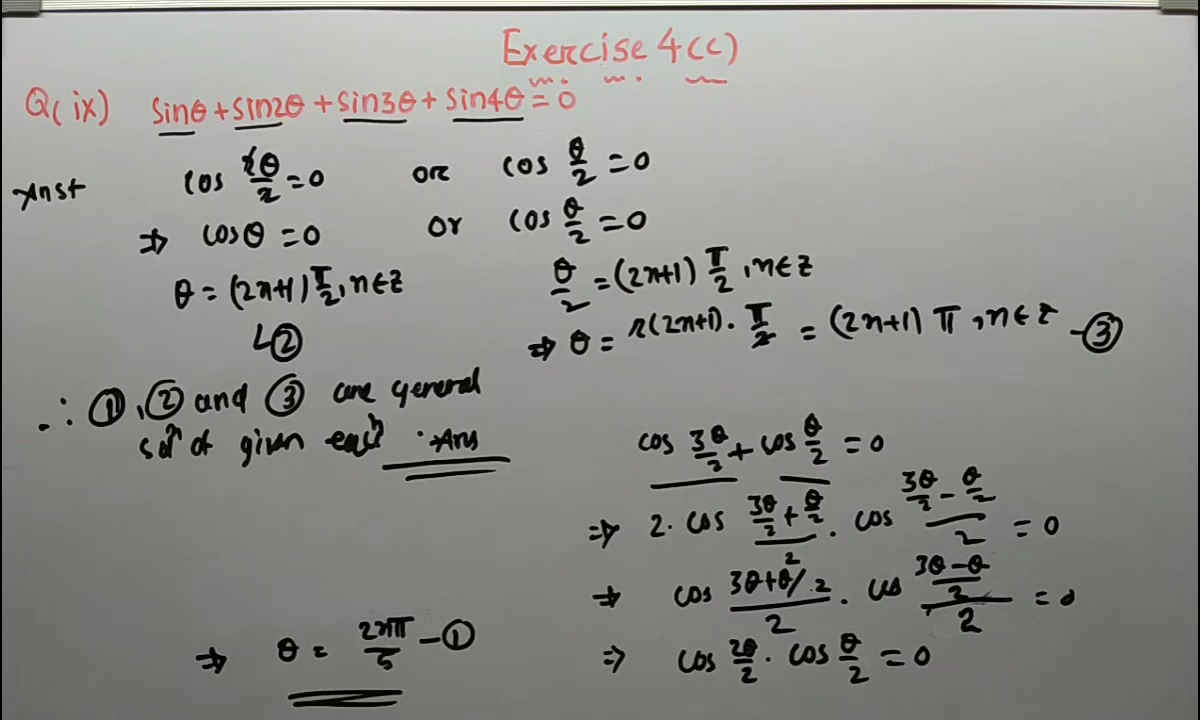 Exercise 4(c)
Q(ix) sinθ + sin2θ + sin3θ + sin4θ = 0
Ans+ cos 2θ/2 = 0 or cos θ/2 = 0
⇒ cosθ = 0 or cos θ/2 = 0
θ = (2n+1) π/2, n∈z θ/2 = (2n+1) π/2, n∈z
↳② ⇒ θ = 2(2n+1)·π/2 = (2n+1) π, n∈z -③
∴ ①, ② and ③ are general
solⁿ of given eqⁿ. Ans
cos 3θ/2 + cos θ/2 = 0
⇒ 2·cos (3θ/2 + θ/2)/2 · cos (3θ/2 - θ/2)/2 = 0
⇒ cos (3θ+θ/2)/2 · cos ((3θ-θ)/2)/2 = 0
⇒ θ = 2nπ/5 -①
⇒ cos 2θ/2 · cos θ/2 = 0